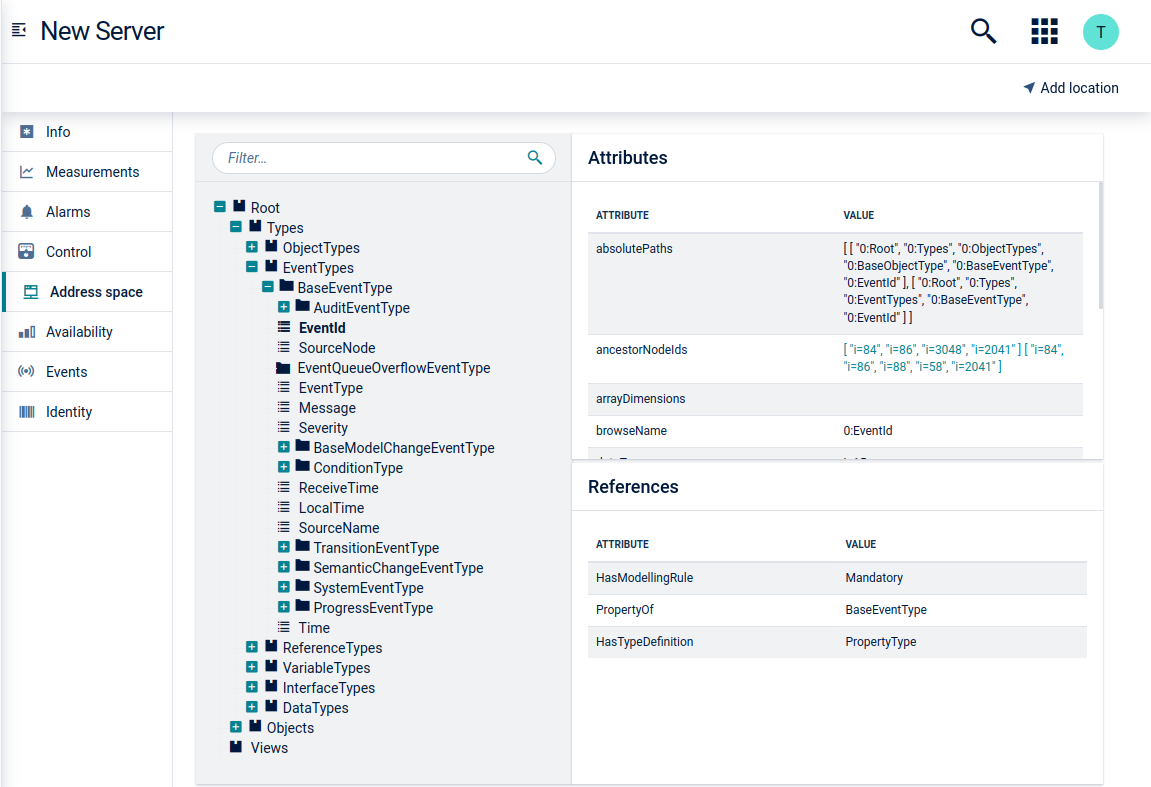 New Server
T
Add location
Info
Measurements
Alarms
Control
Address space
Availability
Events
Identity
Filter...
Root
Types
ObjectTypes
EventTypes
BaseEventType
AuditEventType
EventId
SourceNode
EventQueueOverflowEventType
EventType
Message
Severity
BaseModelChangeEventType
ConditionType
ReceiveTime
LocalTime
SourceName
TransitionEventType
SemanticChangeEventType
SystemEventType
ProgressEventType
Time
ReferenceTypes
VariableTypes
InterfaceTypes
DataTypes
Objects
Views
Attributes
ATTRIBUTE VALUE
absolutePaths [ [ "0:Root", "0:Types", "0:ObjectTypes",
"0:BaseObjectType", "0:BaseEventType",
"0:EventId" ], [ "0:Root", "0:Types",
"0:EventTypes", "0:BaseEventType",
"0:EventId" ] ]
ancestorNodeIds [ "i=84", "i=86", "i=3048", "i=2041" ] [ "i=84",
"i=86", "i=88", "i=58", "i=2041" ]
arrayDimensions
browseName 0:EventId
References
ATTRIBUTE VALUE
HasModellingRule Mandatory
PropertyOf BaseEventType
HasTypeDefinition PropertyType